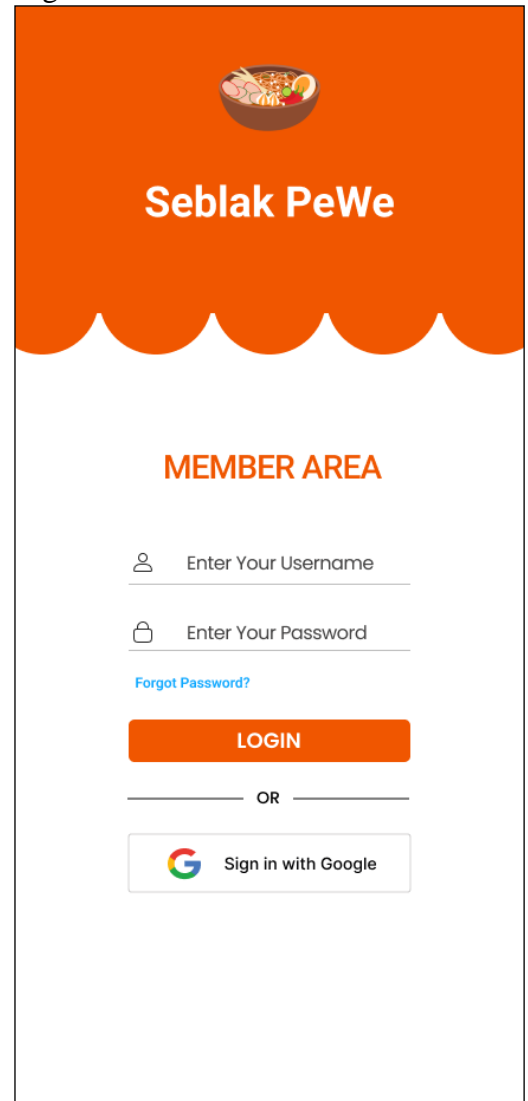 Seblak PeWe
MEMBER AREA
Enter Your Username
Enter Your Password
Forgot Password?
LOGIN
OR
Sign in with Google